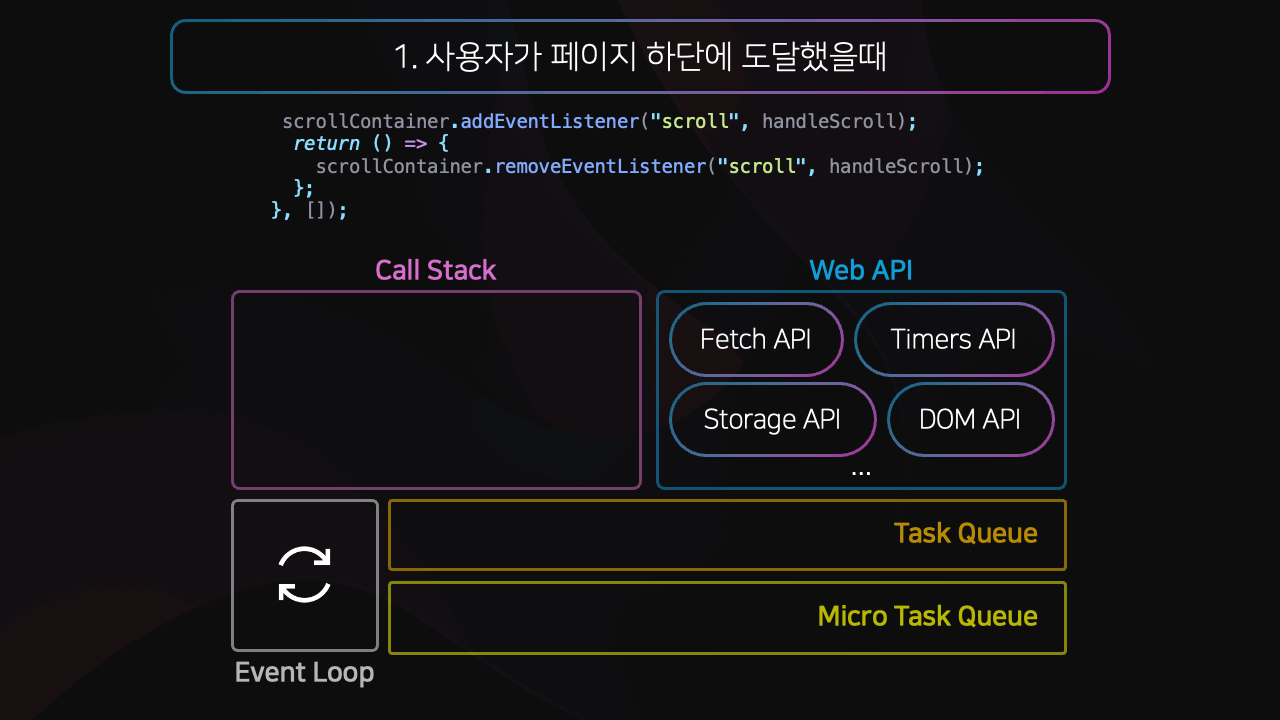 1. 사용자가 페이지 하단에 도달했을때
scrollContainer.addEventListener("scroll", handleScroll);
return () => {
scrollContainer.removeEventListener("scroll", handleScroll);
};
}, []);
Call Stack
Web API
Fetch API
Timers API
Storage API
DOM API
...
Task Queue
Micro Task Queue
Event Loop